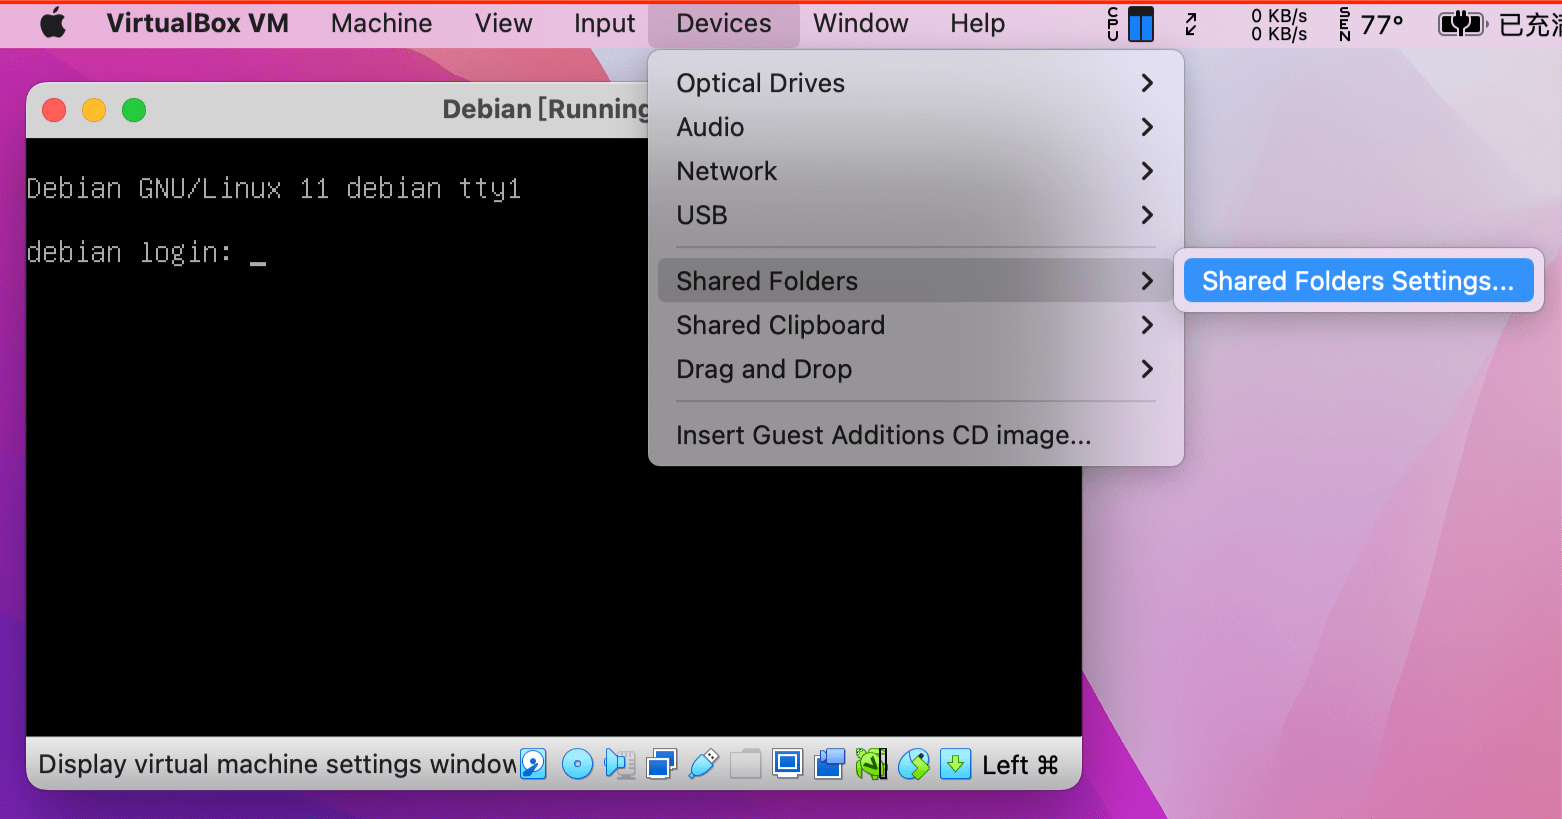 VirtualBox VM Machine View Input Devices Window Help CPU 0 KB/s 0 KB/s SEN 77° 已充
Debian [Running
Optical Drives
Audio
Network
USB
Shared Folders
Shared Folders Settings...
Shared Clipboard
Drag and Drop
Insert Guest Additions CD image...
Debian GNU/Linux 11 debian tty1
debian login: _
Display virtual machine settings window Left ⌘